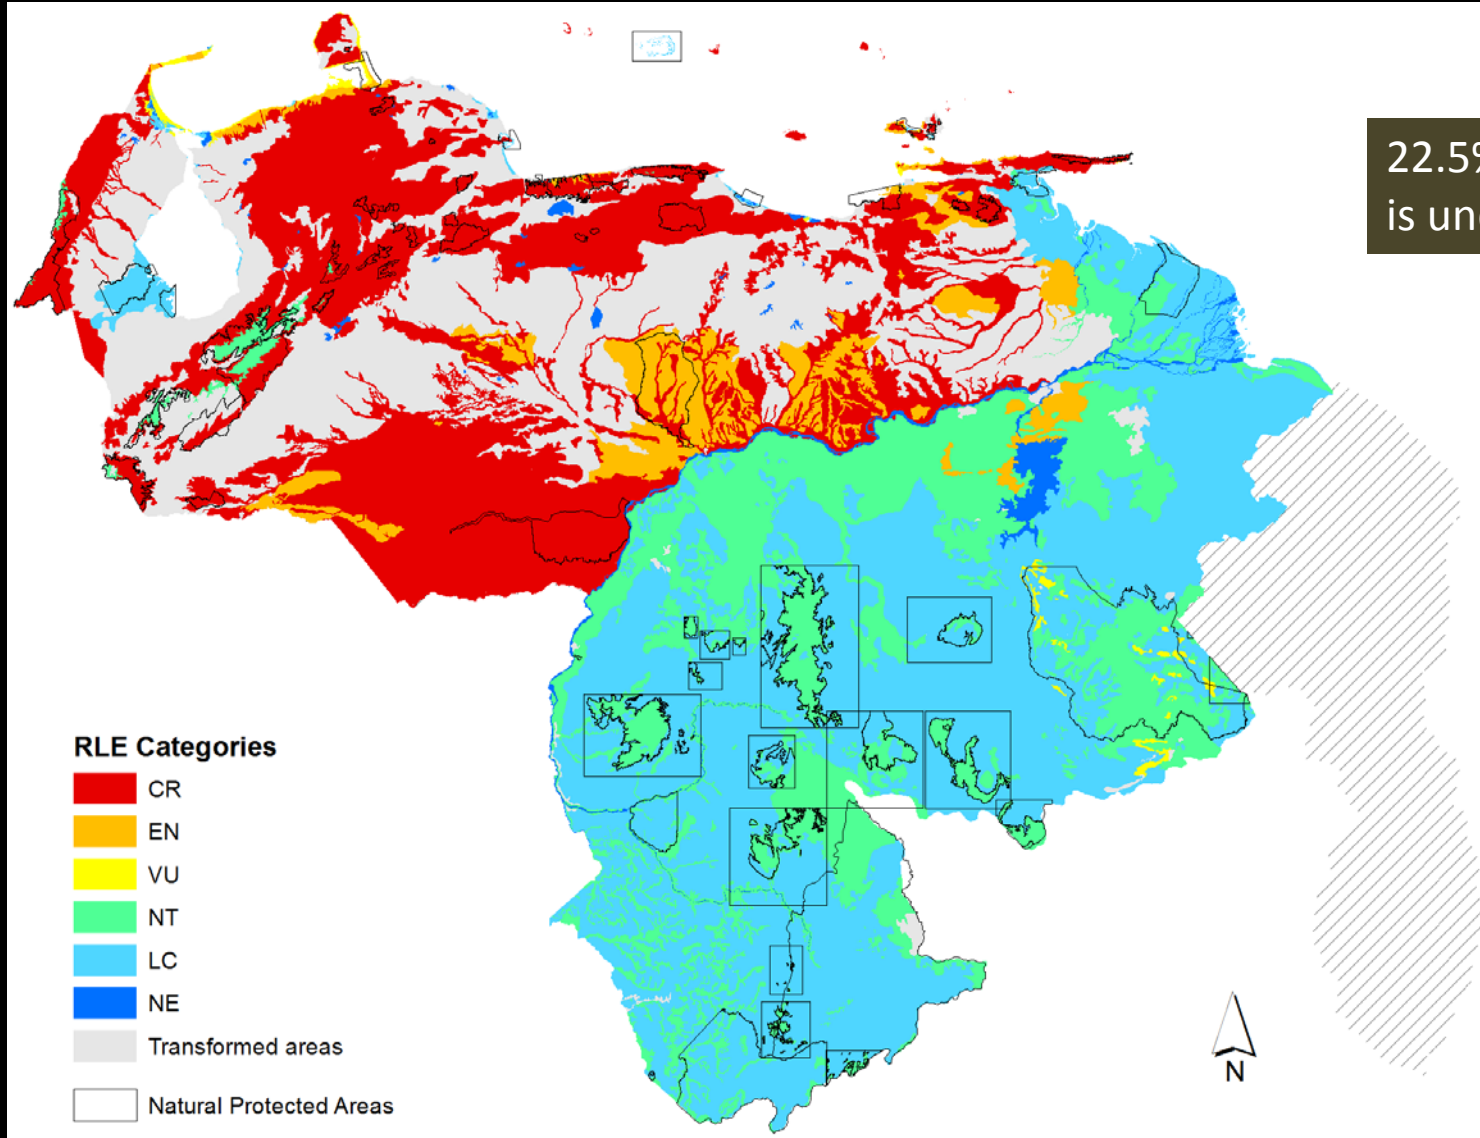 22.5%
is un
RLE Categories
CR
EN
VU
NT
LC
NE
Transformed areas
Natural Protected Areas
N